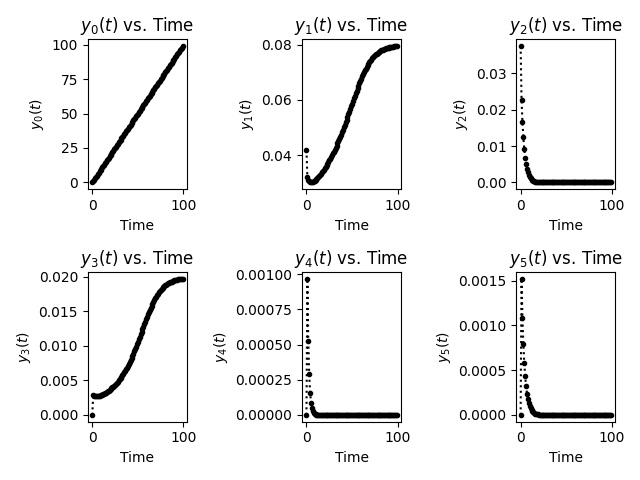 y₀(t) vs. Time
y₁(t) vs. Time
y₂(t) vs. Time
100
75
50
25
0
y₀(t)
0
100
Time
0.08
0.06
0.04
y₁(t)
0
100
Time
0.03
0.02
0.01
0.00
y₂(t)
0
100
Time
y₃(t) vs. Time
y₄(t) vs. Time
y₅(t) vs. Time
0.020
0.015
0.010
0.005
0.000
y₃(t)
0
100
Time
0.00100
0.00075
0.00050
0.00025
0.00000
y₄(t)
0
100
Time
0.0015
0.0010
0.0005
0.0000
y₅(t)
0
100
Time